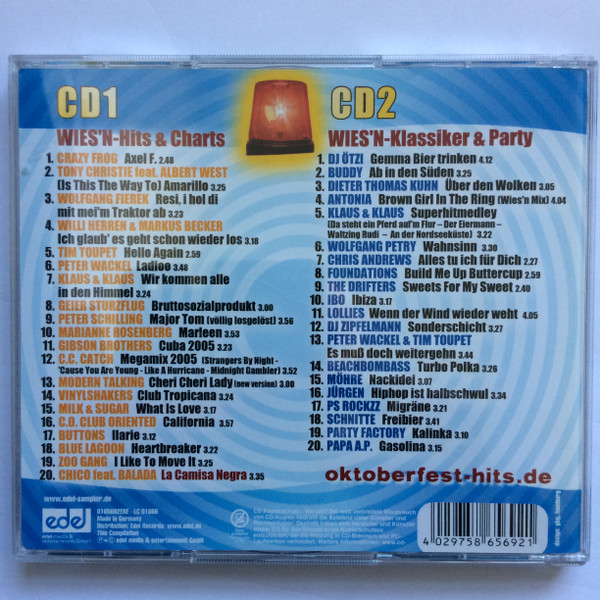 CD1
WIES'N-Hits & Charts
1. CRAZY FROG Axel F. 2.48
2. TONY CHRISTIE feat. ALBERT WEST
(Is This The Way To) Amarillo 3.25
3. WOLFGANG FIEREK Resi, i hol di
mit mei'm Traktor ab 3.23
4. WILLI HERREN & MARKUS BECKER
Ich glaub' es geht schon wieder los 3.18
5. TIM TOUPET Hello Again 2.59
6. PETER WACKEL Ladioo 3.48
7. KLAUS & KLAUS Wir kommen alle
in den Himmel 3.24
8. GEIER STURZFLUG Bruttosozialprodukt 3.00
9. PETER SCHILLING Major Tom (völlig losgelöst) 3.56
10. MARIANNE ROSENBERG Marleen 3.53
11. GIBSON BROTHERS Cuba 2005 3.23
12. C.C. CATCH Megamix 2005 (Strangers By Night -
'Cause You Are Young - Like A Hurricane - Midnight Gambler) 3.52
13. MODERN TALKING Cheri Cheri Lady (new version) 3.00
14. VINYLSHAKERS Club Tropicana 3.24
15. MILK & SUGAR What Is Love 3.17
16. C.O. CLUB ORIENTED California 3.57
17. BUTTONS Ilarie 3.12
18. BLUE LAGOON Heartbreaker 3.22
19. ZOO GANG I Like To Move It 3.25
20. CHICO feat. BALADA La Camisa Negra 3.35
CD2
WIES'N-Klassiker & Party
1. DJ ÖTZI Gemma Bier trinken 4.12
2. BUDDY Ab in den Süden 3.25
3. DIETER THOMAS KUHN Über den Wolken 3.05
4. ANTONIA Brown Girl In The Ring (Wies'n Mix) 4.04
5. KLAUS & KLAUS Superhitmedley
(Da steht ein Pferd auf'm Flur – Der Eiermann –
Waltzing Rudi – An der Nordseeküste) 3.22
6. WOLFGANG PETRY Wahnsinn 3.30
7. CHRIS ANDREWS Alles tu ich für Dich 3.27
8. FOUNDATIONS Build Me Up Buttercup 2.59
9. THE DRIFTERS Sweets For My Sweet 2.40
10. IBO Ibiza 3.17
11. LOLLIES Wenn der Wind wieder weht 4.05
12. DJ ZIPFELMANN Sonderschicht 3.27
13. PETER WACKEL & TIM TOUPET
Es muß doch weitergehn 3.44
14. BEACHBOMBASS Turbo Polka 3.26
15. MÖHRE Nackidei 3.07
16. JÜRGEN Hiphop ist halbschwul 3.34
17. PS ROCKZZ Migräne 3.21
18. SCHNITTE Freibier 3.41
19. PARTY FACTORY Kalinka 3.10
20. PAPA A.P. Gasolina 3.15
oktoberfest-hits.de
www.edel-sampler.de
edel
Made in Germany
Distribution: Edel Records www.edel.de
This Compilation
edel media & entertainment GmbH
4 029758 656921